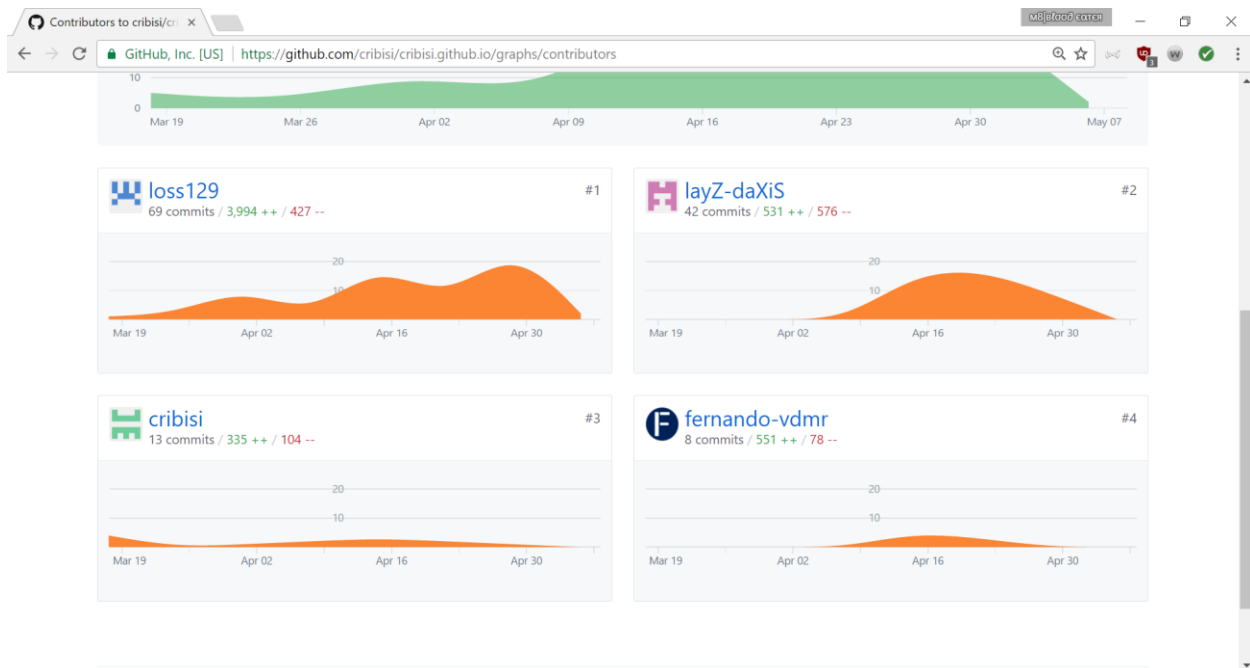 Contributors to cribisi/cri
GitHub, Inc. [US] https://github.com/cribisi/cribisi.github.io/graphs/contributors
3
W
10
0
Mar 19 Mar 26 Apr 02 Apr 09 Apr 16 Apr 23 Apr 30 May 07
loss129 #1
69 commits / 3,994 ++ / 427 --
20
10
Mar 19 Apr 02 Apr 16 Apr 30
layZ-daXiS #2
42 commits / 531 ++ / 576 --
20
10
Mar 19 Apr 02 Apr 16 Apr 30
cribisi #3
13 commits / 335 ++ / 104 --
20
10
Mar 19 Apr 02 Apr 16 Apr 30
F
fernando-vdmr #4
8 commits / 551 ++ / 78 --
20
10
Mar 19 Apr 02 Apr 16 Apr 30